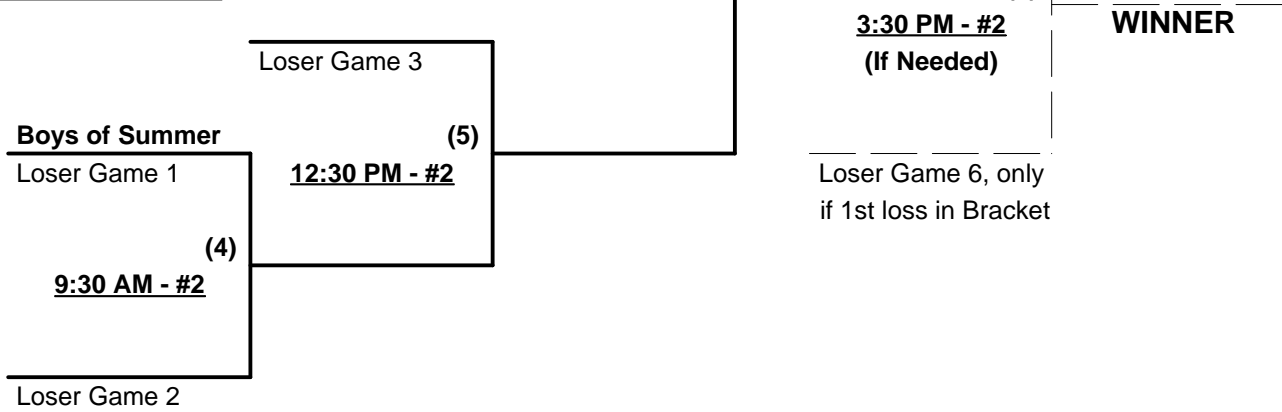 3:30 PM - #2
WINNER
(If Needed)
Loser Game 3
Boys of Summer
(5)
Loser Game 1
12:30 PM - #2
Loser Game 6, only
if 1st loss in Bracket
(4)
9:30 AM - #2
Loser Game 2